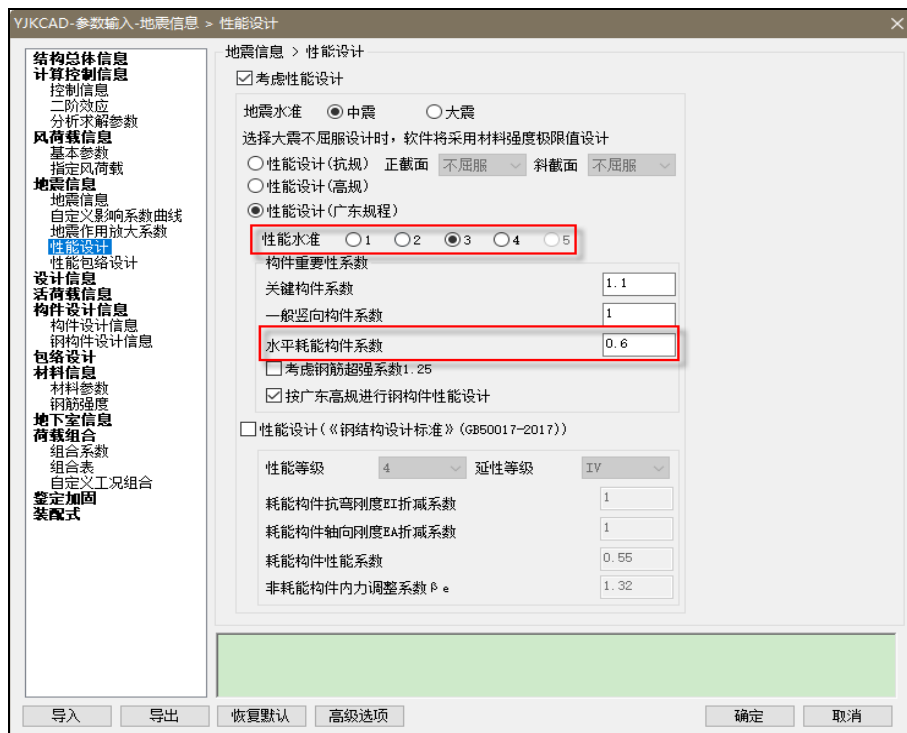 YJKCAD-参数输入-地震信息 > 性能设计
结构总体信息
计算控制信息
控制信息
二阶效应
分析求解参数
风荷载信息
基本参数
指定风荷载
地震信息
地震信息
自定义影响系数曲线
地震作用放大系数
性能设计
性能包络设计
设计信息
活荷载信息
构件设计信息
构件设计信息
钢构件设计信息
包络设计
材料信息
材料参数
钢筋强度
地下室信息
荷载组合
组合系数
组合表
自定义工况组合
鉴定加固
装配式
地震信息 > 性能设计
考虑性能设计
地震水准 中震 大震
选择大震不屈服设计时，软件将采用材料强度极限值设计
性能设计(抗规) 正截面 不屈服 斜截面 不屈服
性能设计(高规)
性能设计(广东规程)
性能水准 1 2 3 4 5
构件重要性系数
关键构件系数 1.1
一般竖向构件系数 1
水平耗能构件系数 0.6
考虑钢筋超强系数1.25
按广东高规进行钢构件性能设计
性能设计(《钢结构设计标准》(GB50017-2017))
性能等级 4 延性等级 IV
耗能构件抗弯刚度EI折减系数 1
耗能构件轴向刚度EA折减系数 1
耗能构件性能系数 0.55
非耗能构件内力调整系数βe 1.32
导入 导出 恢复默认 高级选项 确定 取消